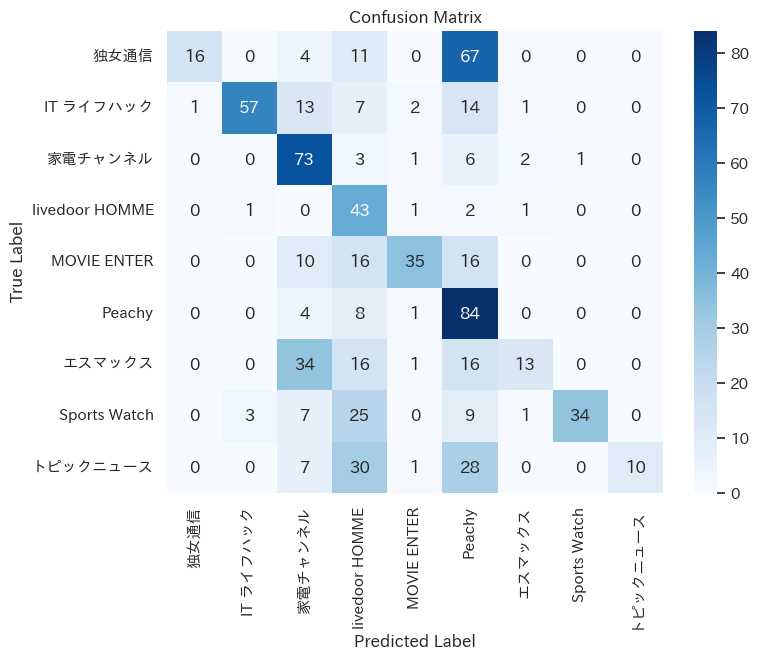 Confusion Matrix
True Label
独女通信 16 0 4 11 0 67 0 0 0
IT ライフハック 1 57 13 7 2 14 1 0 0
家電チャンネル 0 0 73 3 1 6 2 1 0
livedoor HOMME 0 1 0 43 1 2 1 0 0
MOVIE ENTER 0 0 10 16 35 16 0 0 0
Peachy 0 0 4 8 1 84 0 0 0
エスマックス 0 0 34 16 1 16 13 0 0
Sports Watch 0 3 7 25 0 9 1 34 0
トピックニュース 0 0 7 30 1 28 0 0 10
独女通信
IT ライフハック
家電チャンネル
livedoor HOMME
MOVIE ENTER
Peachy
エスマックス
Sports Watch
トピックニュース
Predicted Label
80
70
60
50
40
30
20
10
0